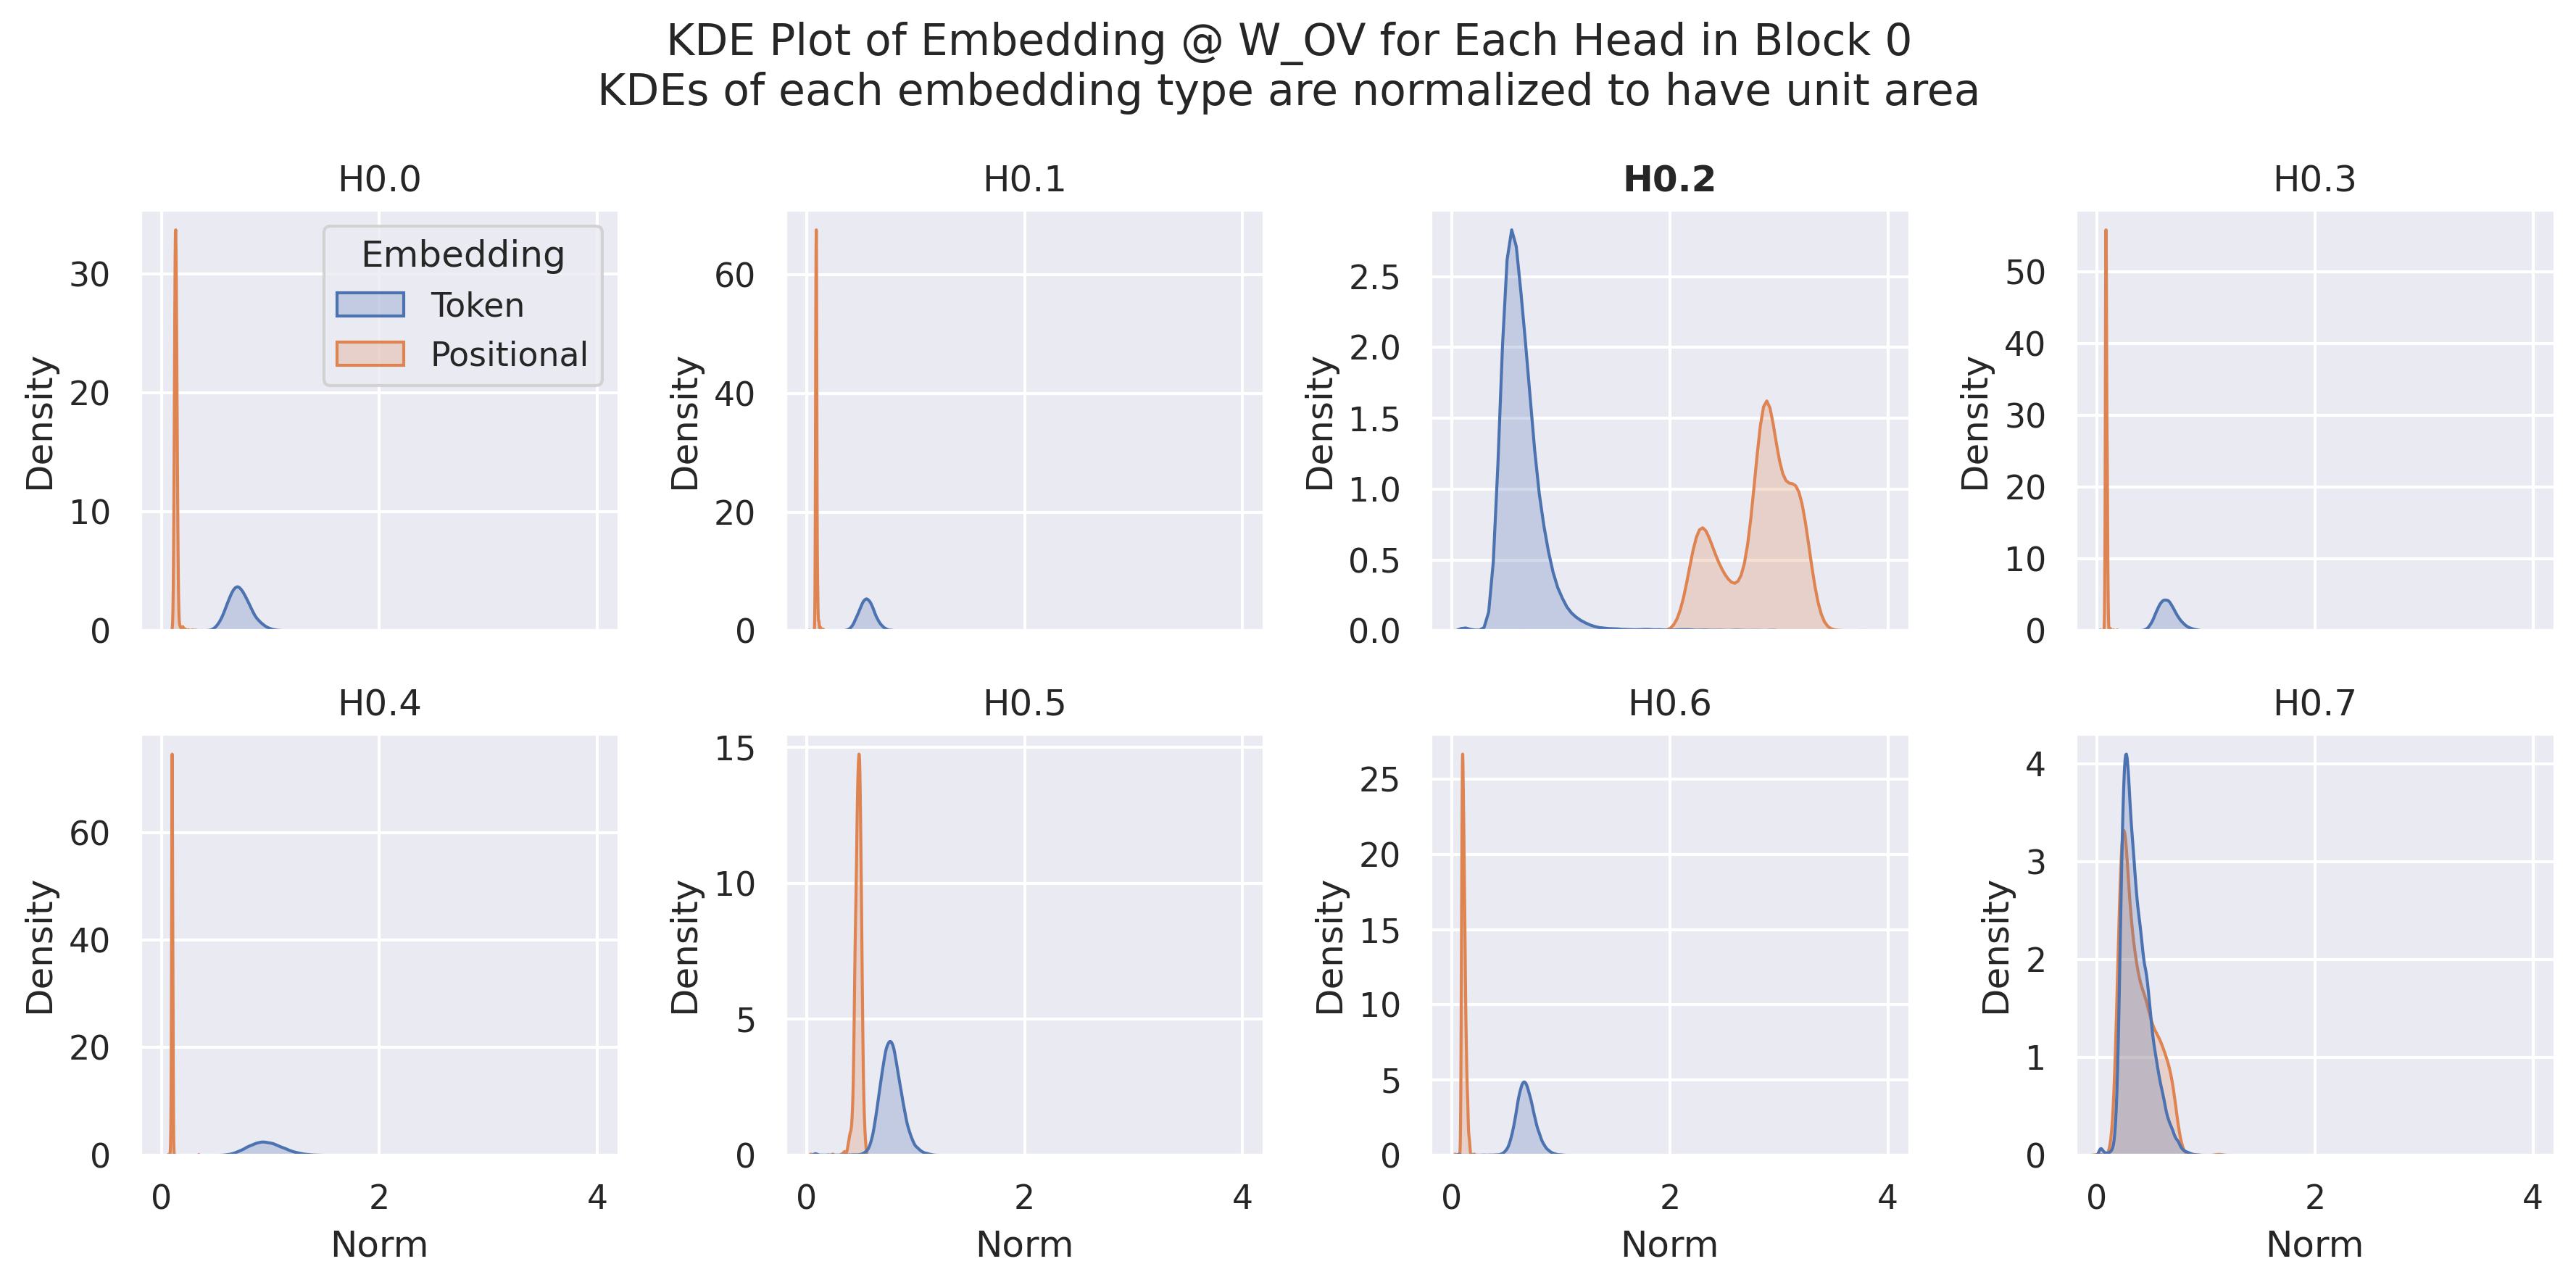 KDE Plot of Embedding @ W_OV for Each Head in Block 0
KDEs of each embedding type are normalized to have unit area
H0.0
Density
30
20
10
0
Embedding
Token
Positional
H0.1
Density
60
40
20
0
H0.2
Density
2.5
2.0
1.5
1.0
0.5
0.0
H0.3
Density
50
40
30
20
10
0
H0.4
Density
60
40
20
0
0 2 4
Norm
H0.5
Density
15
10
5
0
0 2 4
Norm
H0.6
Density
25
20
15
10
5
0
0 2 4
Norm
H0.7
Density
4
3
2
1
0
0 2 4
Norm